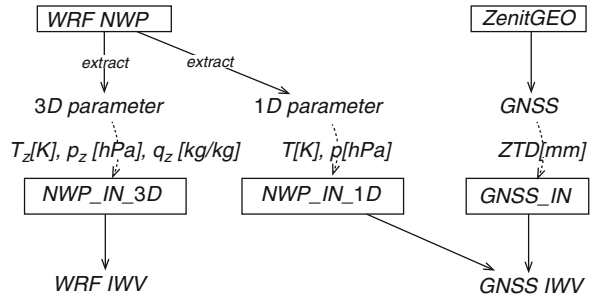 WRF NWP
ZenitGEO
extract
extract
3D parameter
1D parameter
GNSS
Tz[K], pz [hPa], qz [kg/kg]
T[K], p[hPa]
ZTD[mm]
NWP_IN_3D
NWP_IN_1D
GNSS_IN
WRF IWV
GNSS IWV